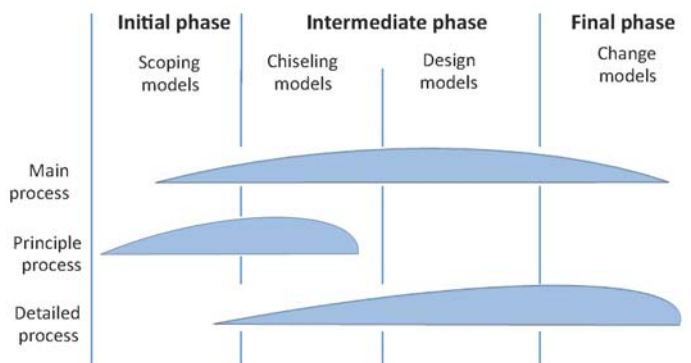 Initial phase
Intermediate phase
Final phase
Scoping
models
Chiseling
models
Design
models
Change
models
Main
process
Principle
process
Detailed
process